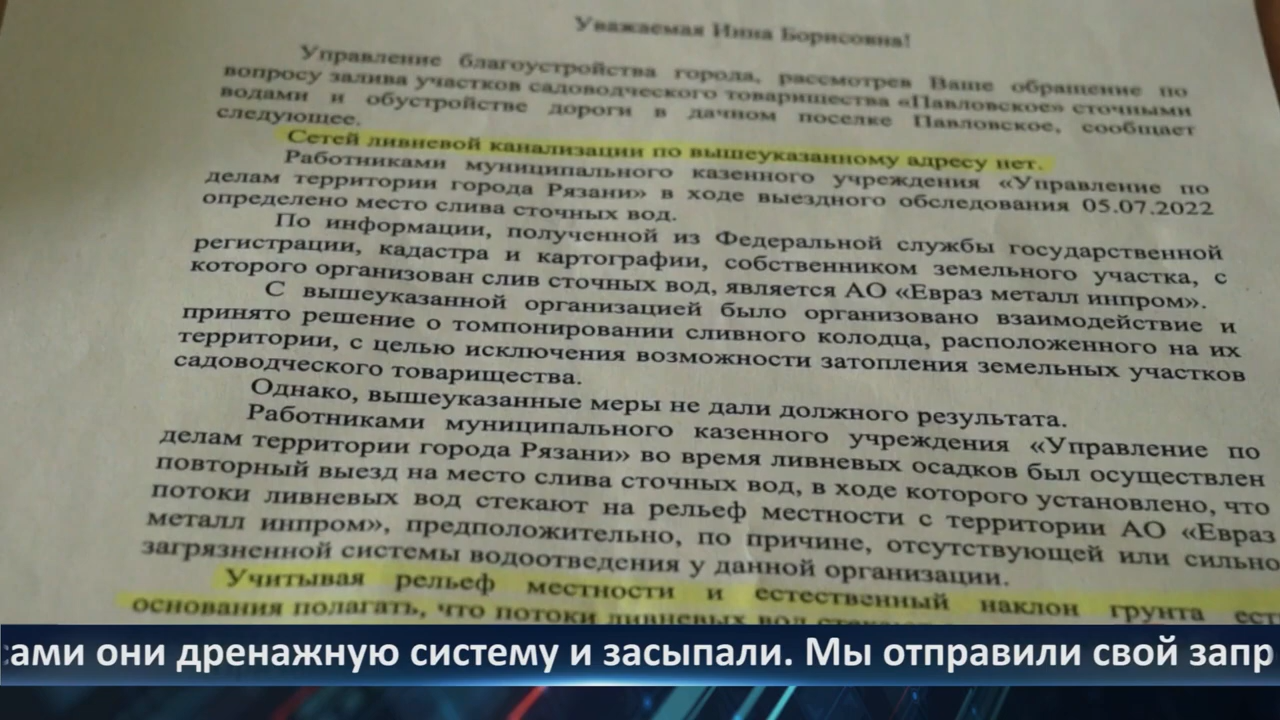 Уважаемая Инна Борисовна!
Управление благоустройства города, рассмотрев Ваше обращение по
вопросу залива участков садоводческого товарищества «Павловское» сточными
водами и обустройстве дороги в дачном поселке Павловское, сообщает
следующее.
Сетей ливневой канализации по вышеуказанному адресу нет.
Работниками муниципального казенного учреждения «Управление по
делам территории города Рязани» в ходе выездного обследования 05.07.2022
определено место слива сточных вод.
По информации, полученной из Федеральной службы государственной
регистрации, кадастра и картографии, собственником земельного участка, с
которого организован слив сточных вод, является АО «Евраз металл инпром».
С вышеуказанной организацией было организовано взаимодействие и
принято решение о томпонировании сливного колодца, расположенного на их
территории, с целью исключения возможности затопления земельных участков
садоводческого товарищества.
Однако, вышеуказанные меры не дали должного результата.
Работниками муниципального казенного учреждения «Управление по
делам территории города Рязани» во время ливневых осадков был осуществлен
повторный выезд на место слива сточных вод, в ходе которого установлено, что
потоки ливневых вод стекают на рельеф местности с территории АО «Евраз
металл инпром», предположительно, по причине, отсутствующей или сильно
загрязненной системы водоотведения у данной организации.
Учитывая рельеф местности и естественный наклон грунта ест
основания полагать, что потоки ливневых вод
сами они дренажную систему и засыпали. Мы отправили свой запр